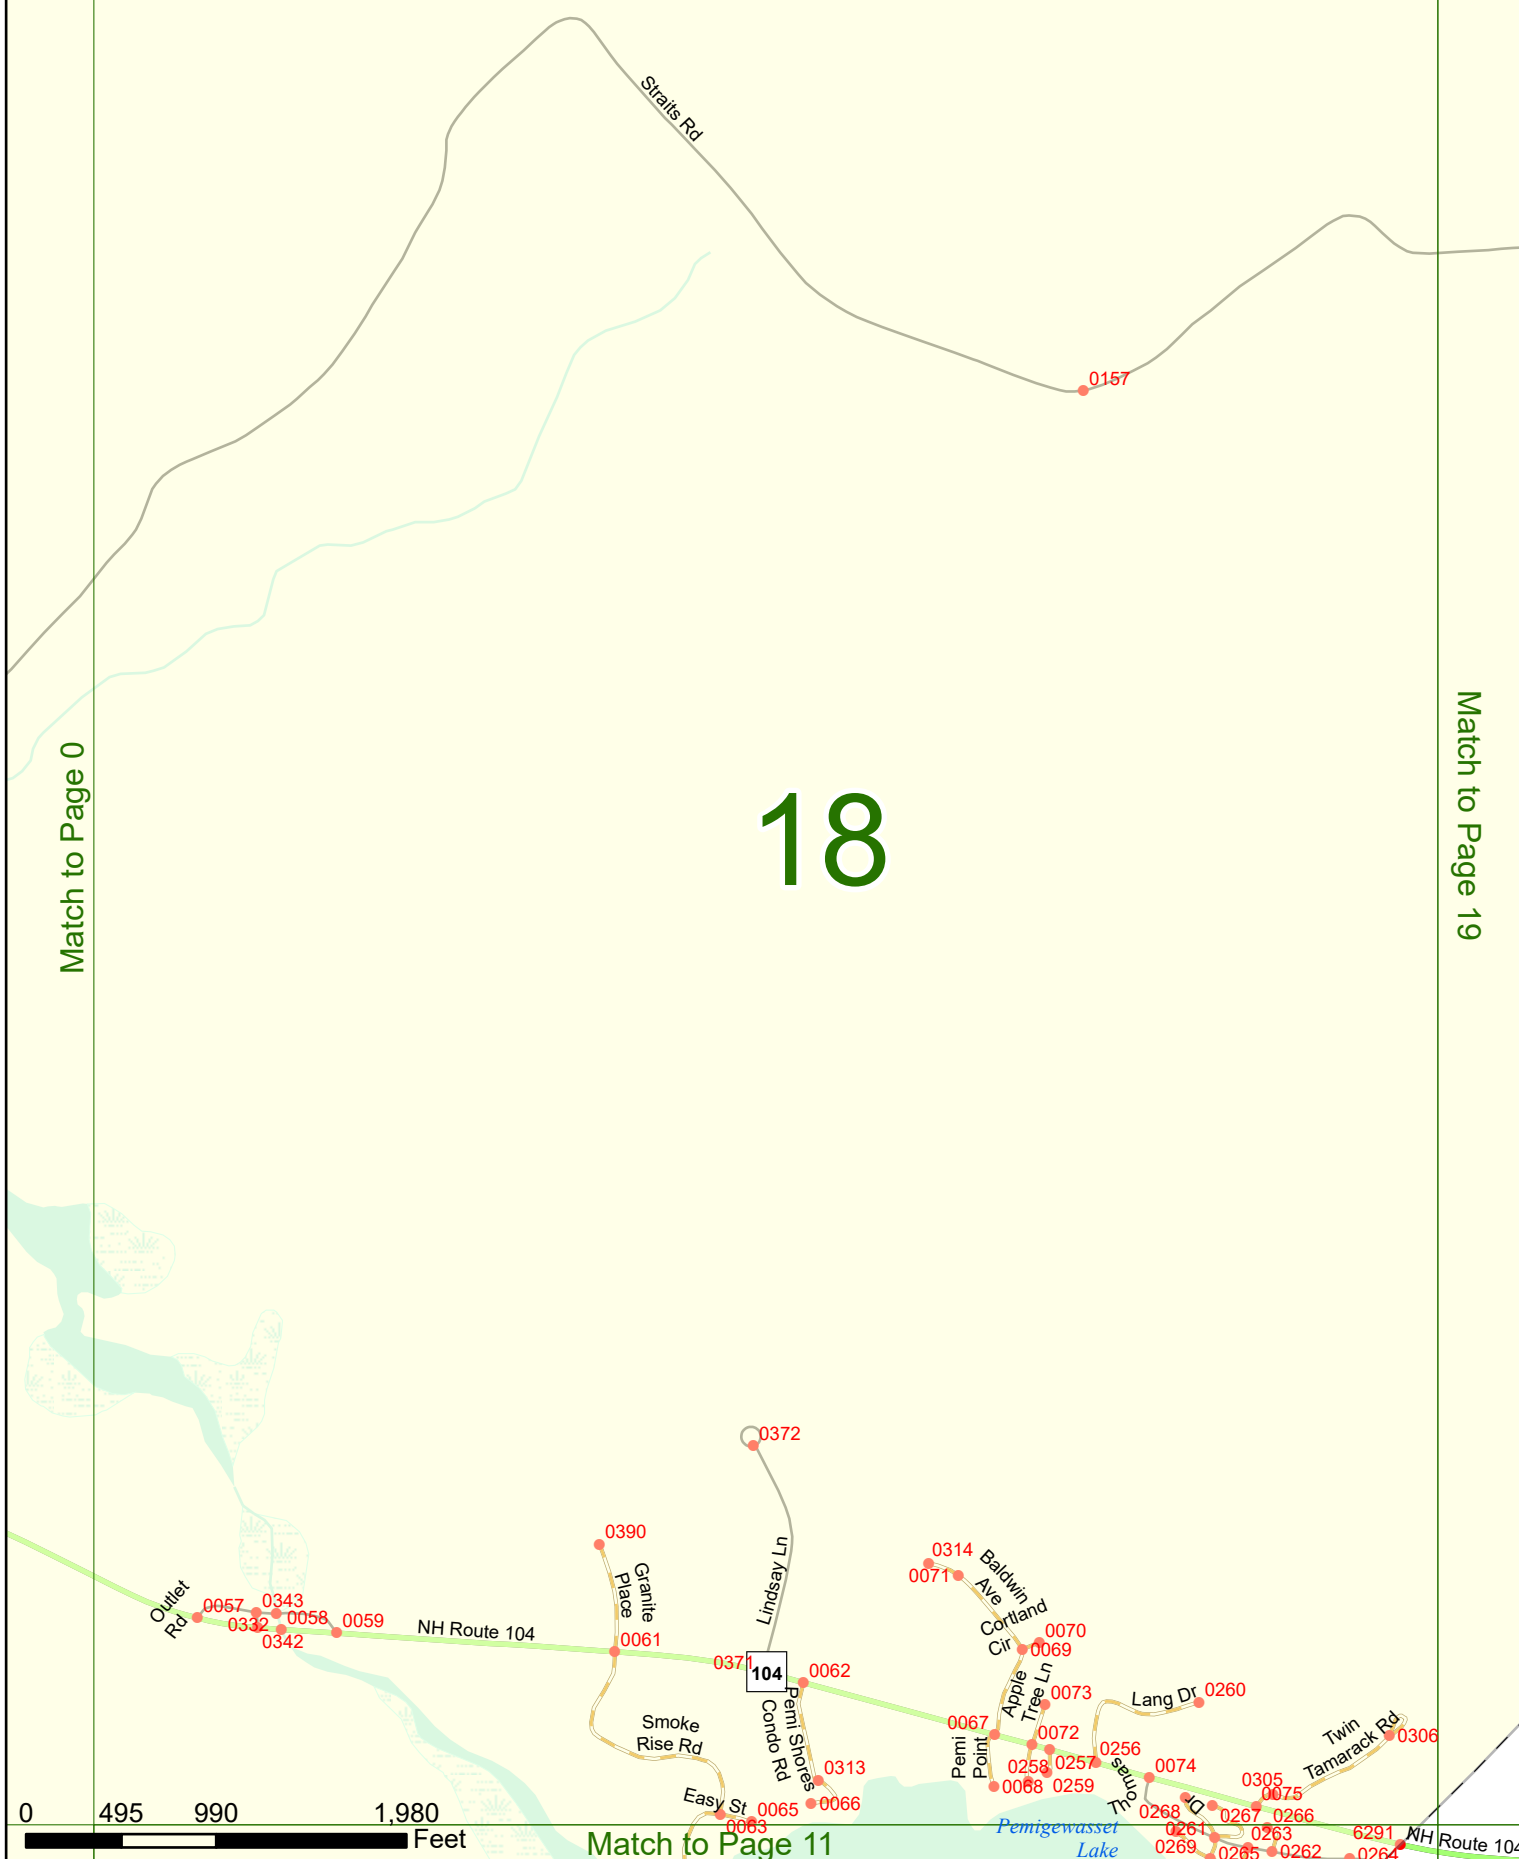 Straits Rd
0157
Match to Page 0
Match to Page 19
18
0372
0390
Granite
Place
Lindsay Ln
0314
0071
Baldwin
Ave
Cortland
Cir
0070
0069
Outlet
Rd
0057
0343
0332
0058
0342
0059
NH Route 104
0061
0371
104
0062
Pemi Shores
Condo Rd
Apple
Tree Ln
0073
0067
0072
Pemi
Point
0068
0258
0257
0259
0256
Lang Dr
0260
0074
Thomas
Dr
Twin
Tamarack Rd
0306
0305
0075
Smoke
Rise Rd
0313
0066
Easy St
0065
0063
0268
0267
0266
0261
0269
0263
0265
0262
0264
6291
NH Route 104
Pemigewasset
Lake
0 495 990 1,980
Feet
Match to Page 11